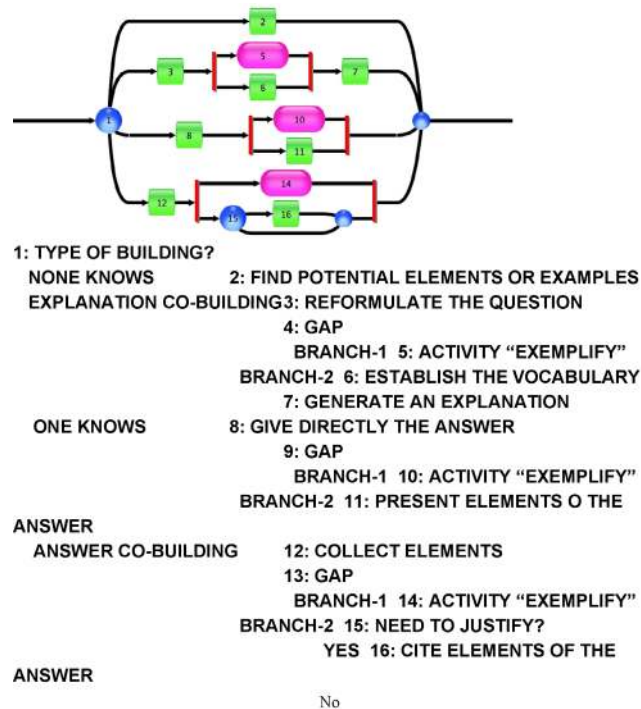 2
5
3
7
6
10
1
8
11
14
12
16
15
1: TYPE OF BUILDING?
NONE KNOWS 2: FIND POTENTIAL ELEMENTS OR EXAMPLES
EXPLANATION CO-BUILDING3: REFORMULATE THE QUESTION
4: GAP
BRANCH-1 5: ACTIVITY “EXEMPLIFY”
BRANCH-2 6: ESTABLISH THE VOCABULARY
7: GENERATE AN EXPLANATION
ONE KNOWS 8: GIVE DIRECTLY THE ANSWER
9: GAP
BRANCH-1 10: ACTIVITY “EXEMPLIFY”
BRANCH-2 11: PRESENT ELEMENTS O THE
ANSWER
ANSWER CO-BUILDING 12: COLLECT ELEMENTS
13: GAP
BRANCH-1 14: ACTIVITY “EXEMPLIFY”
BRANCH-2 15: NEED TO JUSTIFY?
YES 16: CITE ELEMENTS OF THE
ANSWER
No